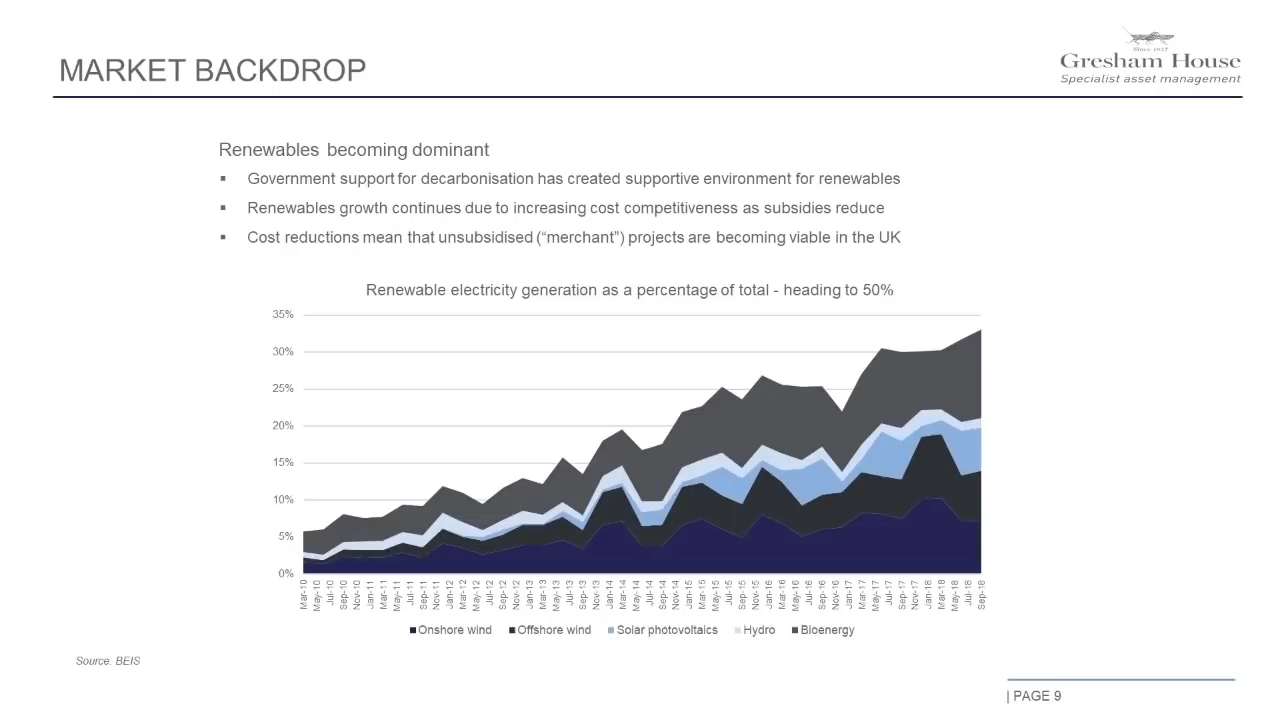 MARKET BACKDROP
Since 1857
Gresham House
Specialist asset management
Renewables becoming dominant
▪ Government support for decarbonisation has created supportive environment for renewables
▪ Renewables growth continues due to increasing cost competitiveness as subsidies reduce
▪ Cost reductions mean that unsubsidised (“merchant”) projects are becoming viable in the UK
Renewable electricity generation as a percentage of total - heading to 50%
35%
30%
25%
20%
15%
10%
5%
0%
Mar-10
May-10
Jul-10
Sep-10
Nov-10
Jan-11
Mar-11
May-11
Jul-11
Sep-11
Nov-11
Jan-12
Mar-12
May-12
Jul-12
Sep-12
Nov-12
Jan-13
Mar-13
May-13
Jul-13
Sep-13
Nov-13
Jan-14
Mar-14
May-14
Jul-14
Sep-14
Nov-14
Jan-15
Mar-15
May-15
Jul-15
Sep-15
Nov-15
Jan-16
Mar-16
May-16
Jul-16
Sep-16
Nov-16
Jan-17
Mar-17
May-17
Jul-17
Sep-17
Nov-17
Jan-18
Mar-18
May-18
Jul-18
Sep-18
Onshore wind Offshore wind Solar photovoltaics Hydro Bioenergy
Source: BEIS
| PAGE 9